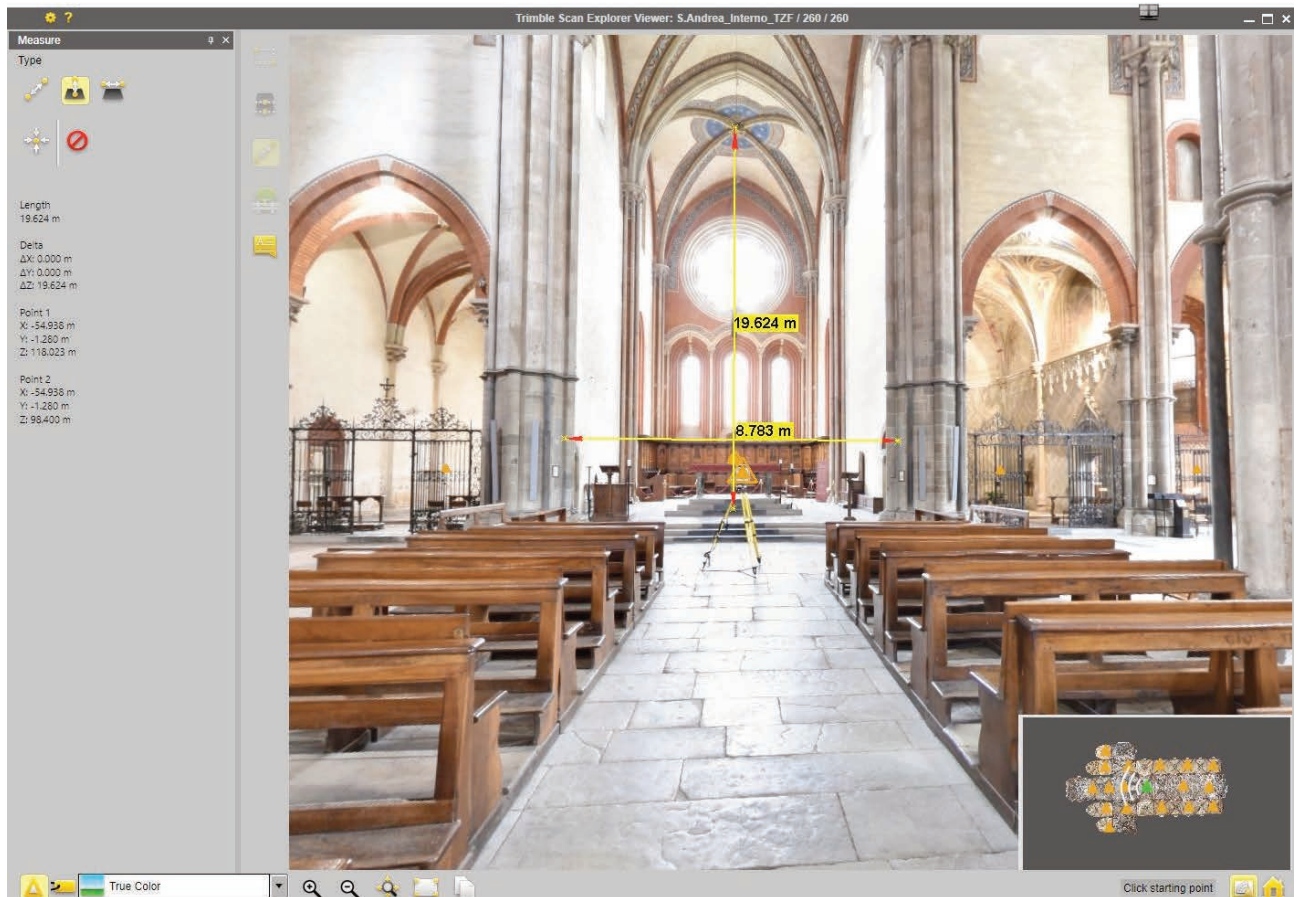 ?
Trimble Scan Explorer Viewer: S.Andrea_Interno_TZF / 260 / 260
Measure
Type
Length
19.624 m
Delta
ΔX: 0.000 m
ΔY: 0.000 m
ΔZ: 19.624 m
Point 1
X: -54.938 m
Y: -1.280 m
Z: 118.023 m
Point 2
X: -54.938 m
Y: -1.280 m
Z: 98.400 m
19.624 m
8.783 m
True Color
Click starting point